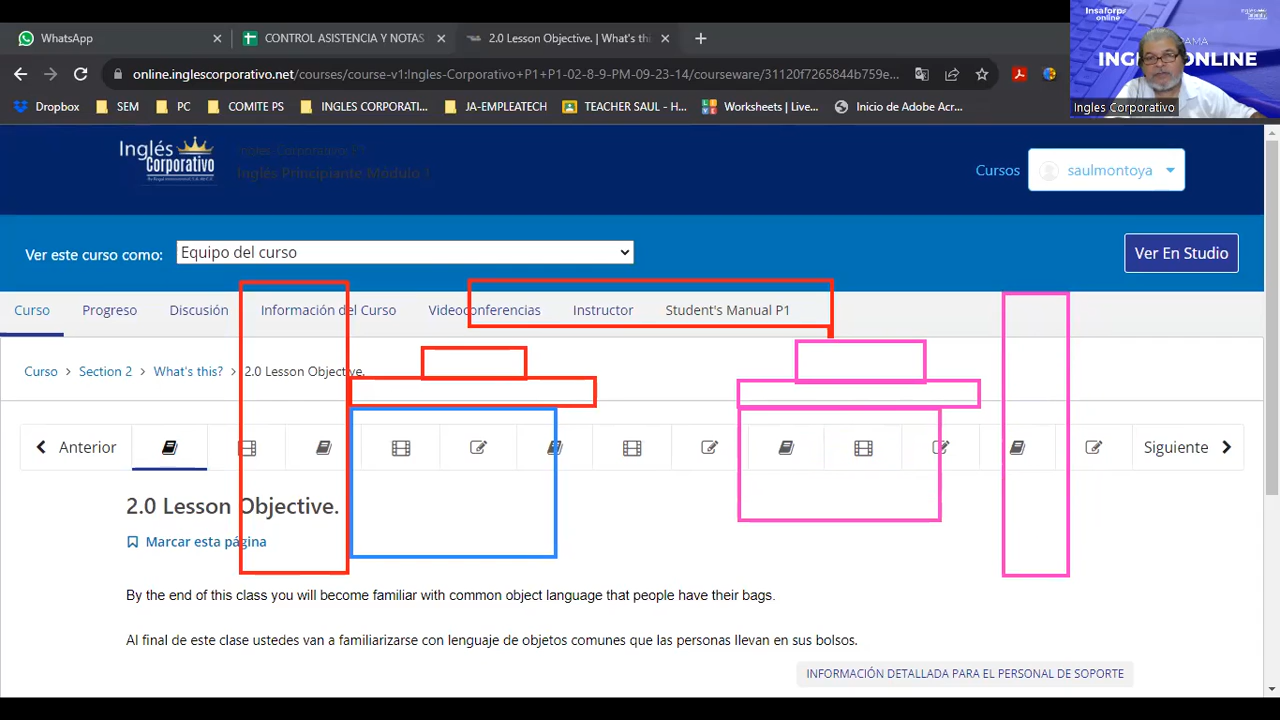 WhatsApp
CONTROL ASISTENCIA Y NOTAS
2.0 Lesson Objective. | What's thi
Insaforp
online
INGL ONLINE
Ingles Corporativo
online.inglescorporativo.net/courses/course-v1:Ingles-Corporativo+P1+P1-02-8-9-PM-09-23-14/courseware/31120f7265844b759e...
Dropbox
SEM
PC
COMITE PS
INGLES CORPORATI...
JA-EMPLEATECH
TEACHER SAUL - H...
Worksheets | Live...
Inicio de Adobe Acr...
Inglés
Corporativo
Ingles Corporativo P1
Inglés Principiante Módulo 1
Cursos
saulmontoya
Ver este curso como:
Equipo del curso
Ver En Studio
Curso
Progreso
Discusión
Información del Curso
Videoconferencias
Instructor
Student's Manual P1
Curso > Section 2 > What's this? > 2.0 Lesson Objective.
Anterior
Siguiente
2.0 Lesson Objective.
Marcar esta página
By the end of this class you will become familiar with common object language that people have their bags.
Al final de este clase ustedes van a familiarizarse con lenguaje de objetos comunes que las personas llevan en sus bolsos.
INFORMACIÓN DETALLADA PARA EL PERSONAL DE SOPORTE